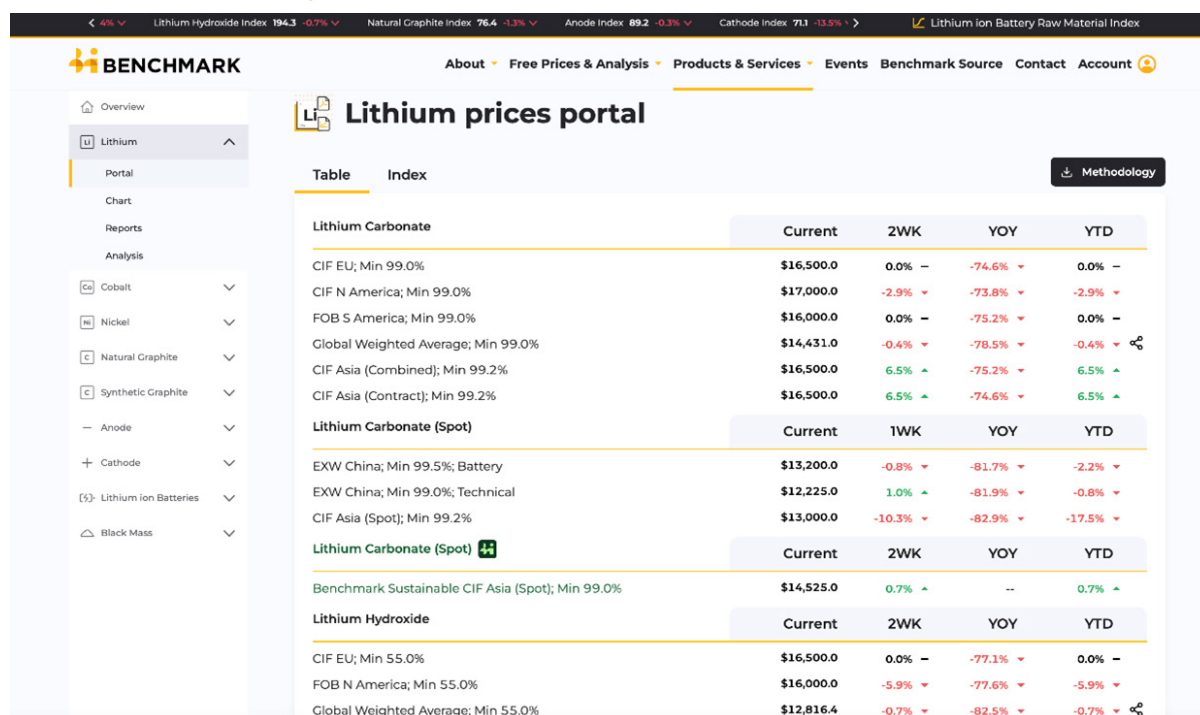 4% Lithium Hydroxide Index 194.3 -0.7% Natural Graphite Index 76.4 -1.3% Anode Index 89.2 -0.3% Cathode Index 71.1 -13.5% Lithium ion Battery Raw Material Index
BENCHMARK About Free Prices & Analysis Products & Services Events Benchmark Source Contact Account
Overview
Li Lithium
Portal
Chart
Reports
Analysis
Co Cobalt
Ni Nickel
C Natural Graphite
C Synthetic Graphite
Anode
Cathode
Lithium ion Batteries
Black Mass
Li Lithium prices portal
Table Index Methodology
Lithium Carbonate Current 2WK YOY YTD
CIF EU; Min 99.0% $16,500.0 0.0% – -74.6% 0.0% –
CIF N America; Min 99.0% $17,000.0 -2.9% -73.8% -2.9%
FOB S America; Min 99.0% $16,000.0 0.0% – -75.2% 0.0% –
Global Weighted Average; Min 99.0% $14,431.0 -0.4% -78.5% -0.4%
CIF Asia (Combined); Min 99.2% $16,500.0 6.5% -75.2% 6.5%
CIF Asia (Contract); Min 99.2% $16,500.0 6.5% -74.6% 6.5%
Lithium Carbonate (Spot) Current 1WK YOY YTD
EXW China; Min 99.5%; Battery $13,200.0 -0.8% -81.7% -2.2%
EXW China; Min 99.0%; Technical $12,225.0 1.0% -81.9% -0.8%
CIF Asia (Spot); Min 99.2% $13,000.0 -10.3% -82.9% -17.5%
Lithium Carbonate (Spot) Current 2WK YOY YTD
Benchmark Sustainable CIF Asia (Spot); Min 99.0% $14,525.0 0.7% -- 0.7%
Lithium Hydroxide Current 2WK YOY YTD
CIF EU; Min 55.0% $16,500.0 0.0% – -77.1% 0.0% –
FOB N America; Min 55.0% $16,000.0 -5.9% -77.6% -5.9%
Global Weighted Average; Min 55.0% $12,816.4 -0.7% -82.5% -0.7%